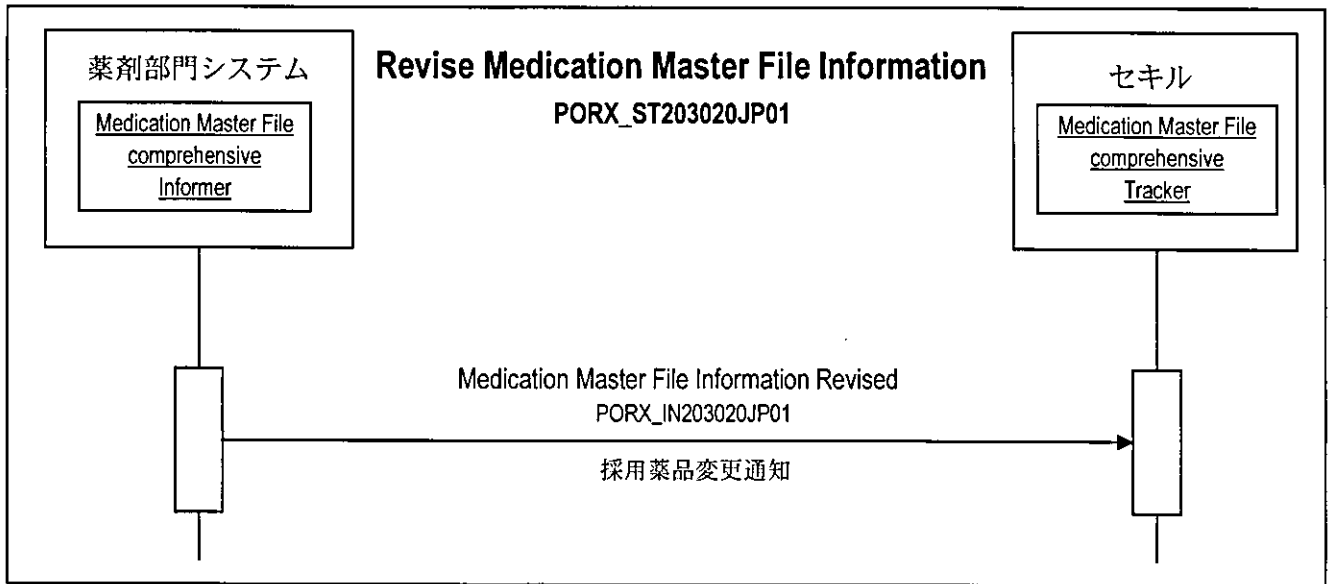 薬剤部門システム
Medication Master File
comprehensive
Informer
Revise Medication Master File Information
PORX_ST203020JP01
セキル
Medication Master File
comprehensive
Tracker
Medication Master File Information Revised
PORX_IN203020JP01
採用薬品変更通知